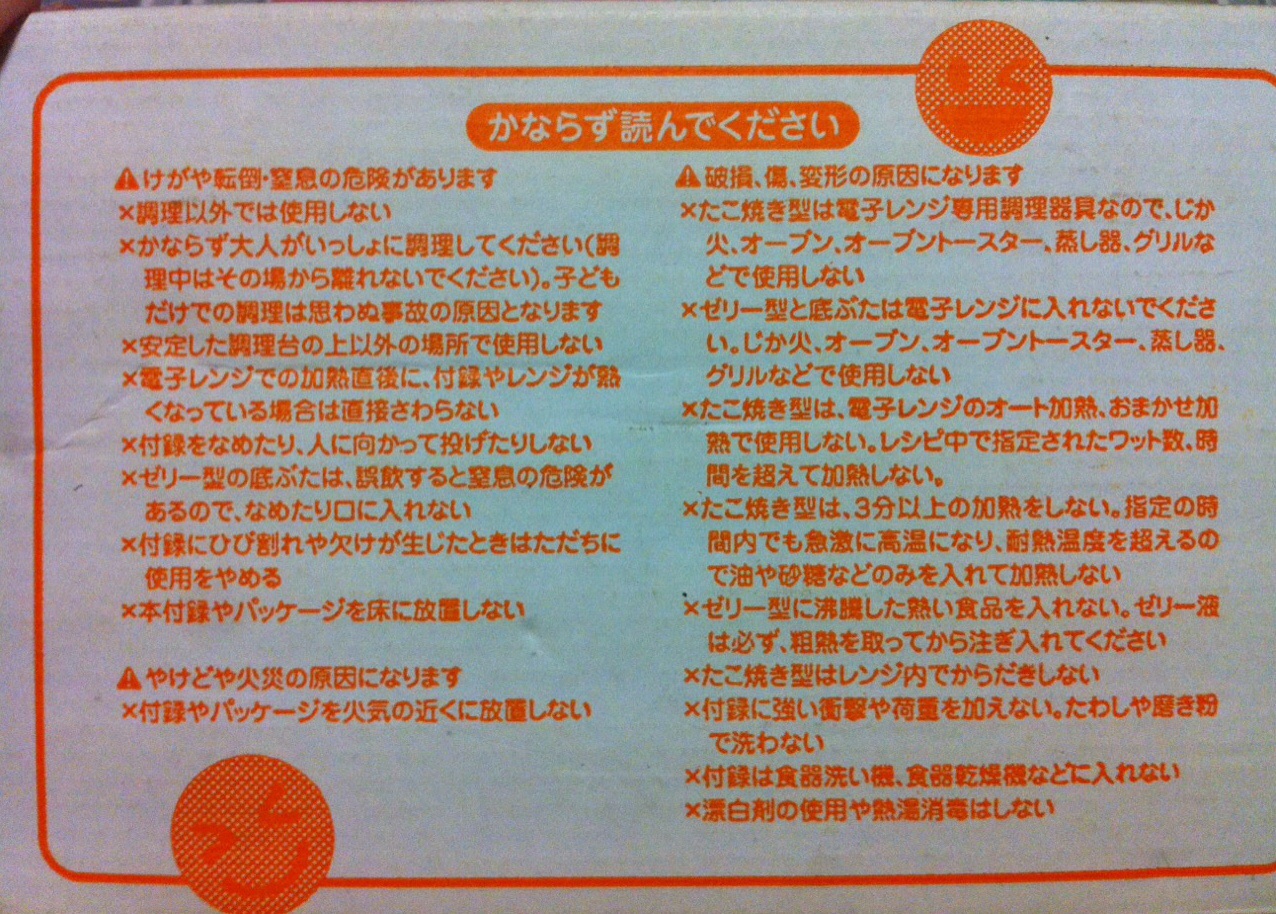 かならず読んでください
⚠けがや転倒・窒息の危険があります
×調理以外では使用しない
×かならず大人がいっしょに調理してください(調
理中はその場から離れないでください)。子ども
だけでの調理は思わぬ事故の原因となります
×安定した調理台の上以外の場所で使用しない
×電子レンジでの加熱直後に、付録やレンジが熱
くなっている場合は直接さわらない
×付録をなめたり、人に向かって投げたりしない
×ゼリー型の底ぶたは、誤飲すると窒息の危険が
あるので、なめたり口に入れない
×付録にひび割れや欠けが生じたときはただちに
使用をやめる
×本付録やパッケージを床に放置しない
⚠やけどや火災の原因になります
×付録やパッケージを火気の近くに放置しない
⚠破損、傷、変形の原因になります
×たこ焼き型は電子レンジ専用調理器具なので、じか
火、オーブン、オーブントースター、蒸し器、グリルな
どで使用しない
×ゼリー型と底ぶたは電子レンジに入れないでくださ
い。じか火、オーブン、オーブントースター、蒸し器、
グリルなどで使用しない
×たこ焼き型は、電子レンジのオート加熱、おまかせ加
熱で使用しない。レシピ中で指定されたワット数、時
間を超えて加熱しない。
×たこ焼き型は、3分以上の加熱をしない。指定の時
間内でも急激に高温になり、耐熱温度を超えるの
で油や砂糖などのみを入れて加熱しない
×ゼリー型に沸騰した熱い食品を入れない。ゼリー液
は必ず、粗熱を取ってから注ぎ入れてください
×たこ焼き型はレンジ内でからだきしない
×付録に強い衝撃や荷重を加えない。たわしや磨き粉
で洗わない
×付録は食器洗い機、食器乾燥機などに入れない
×漂白剤の使用や熱湯消毒はしない